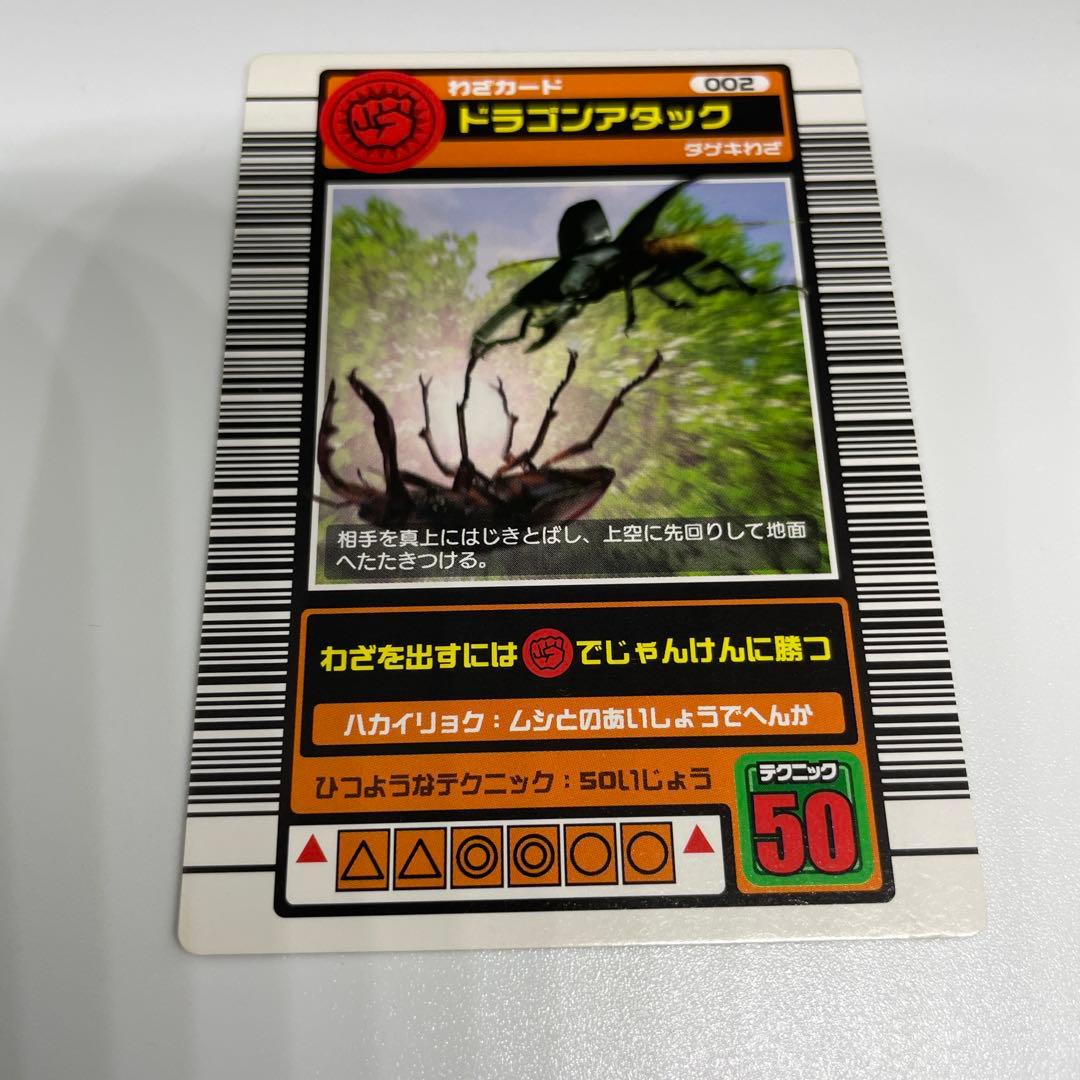 わざカード
002
ドラゴンアタック
ダゲキわざ
相手を真上にはじきとばし、上空に先回りして地面
へたたきつける。
わざを出すにはでじゃんけんに勝つ
ハカイリョク：ムシとのあいしょうでへんか
ひつようなテクニック：50いじょう
テクニック
50